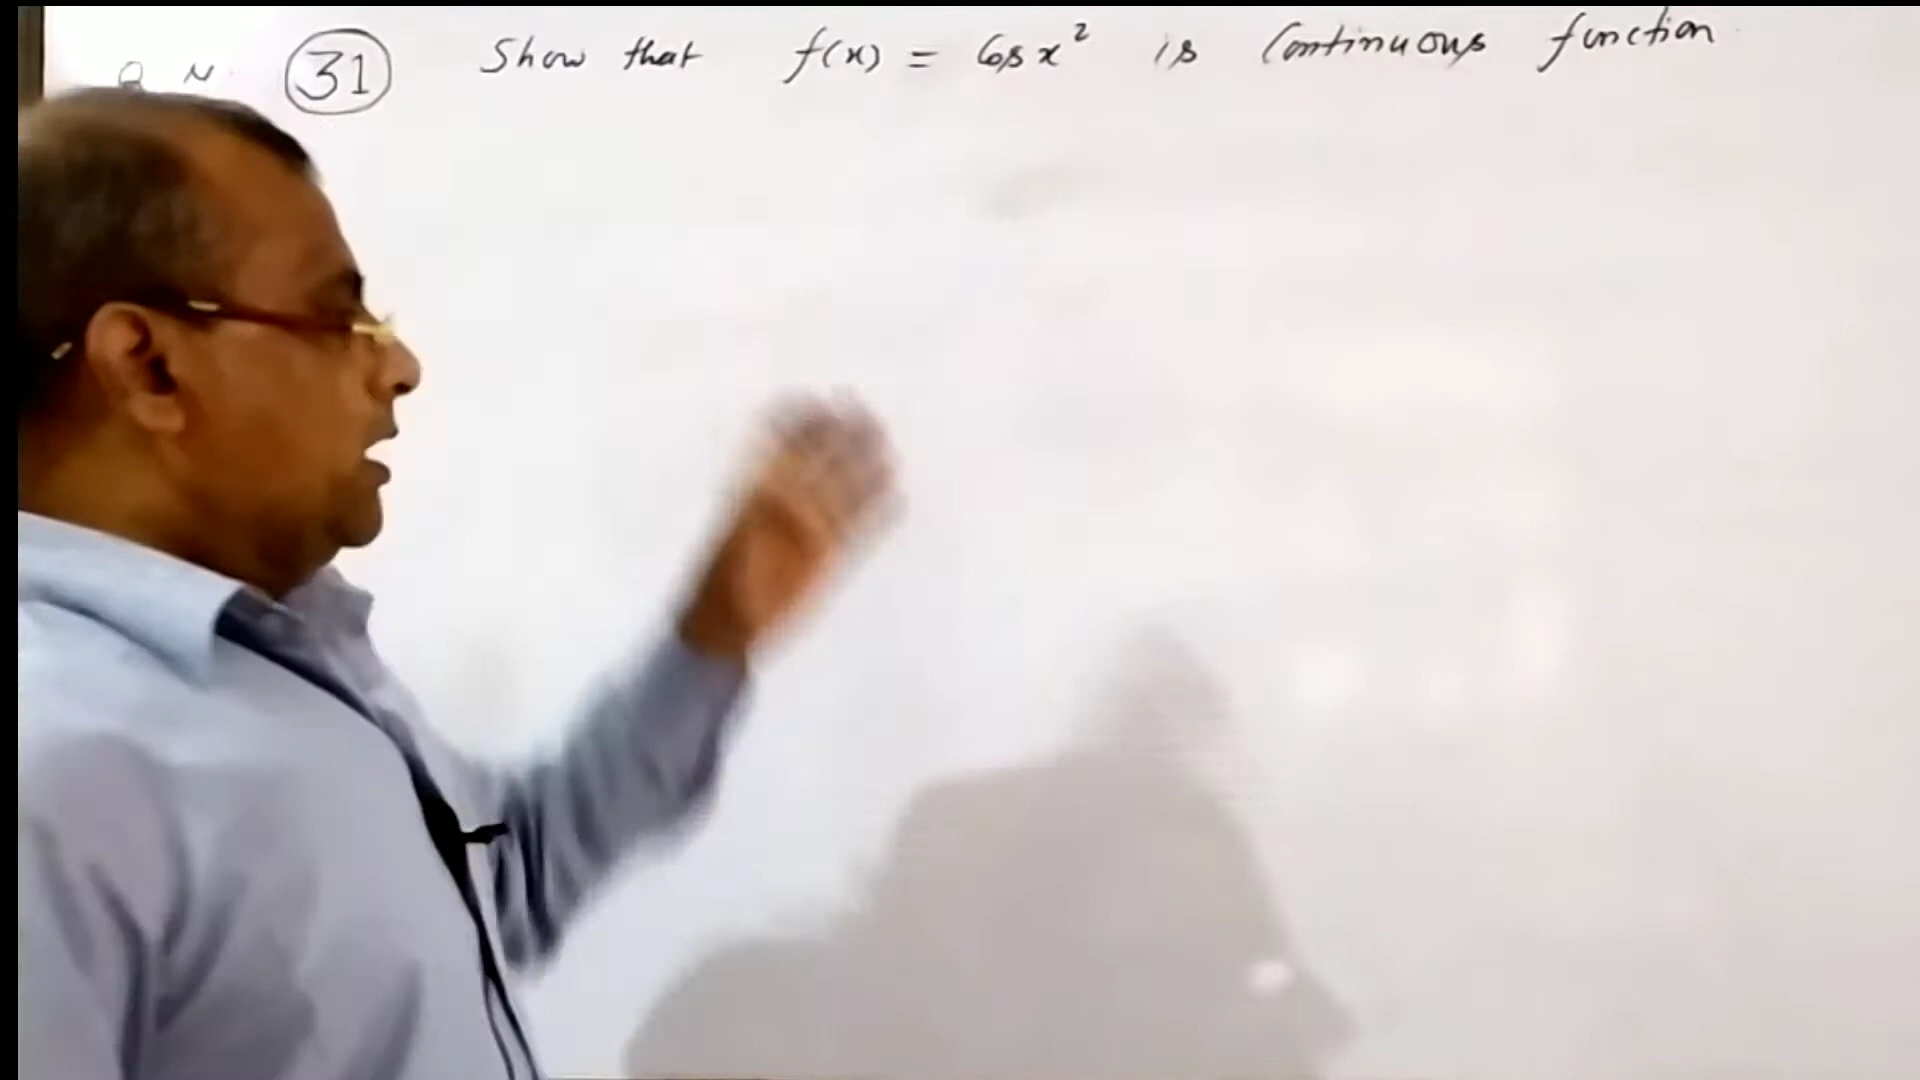 Q N. 31 Show that f(x) = Cos x² is Continuous function